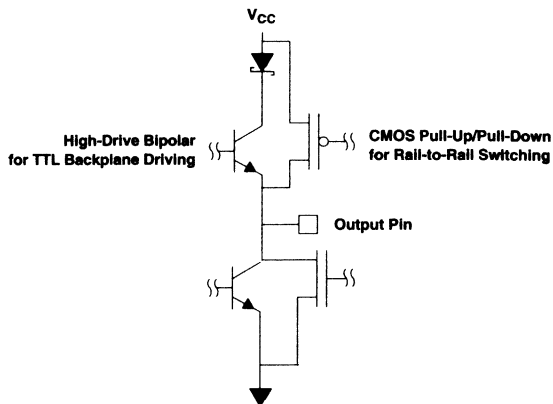 VCC
High-Drive Bipolar
for TTL Backplane Driving
CMOS Pull-Up/Pull-Down
for Rail-to-Rail Switching
Output Pin